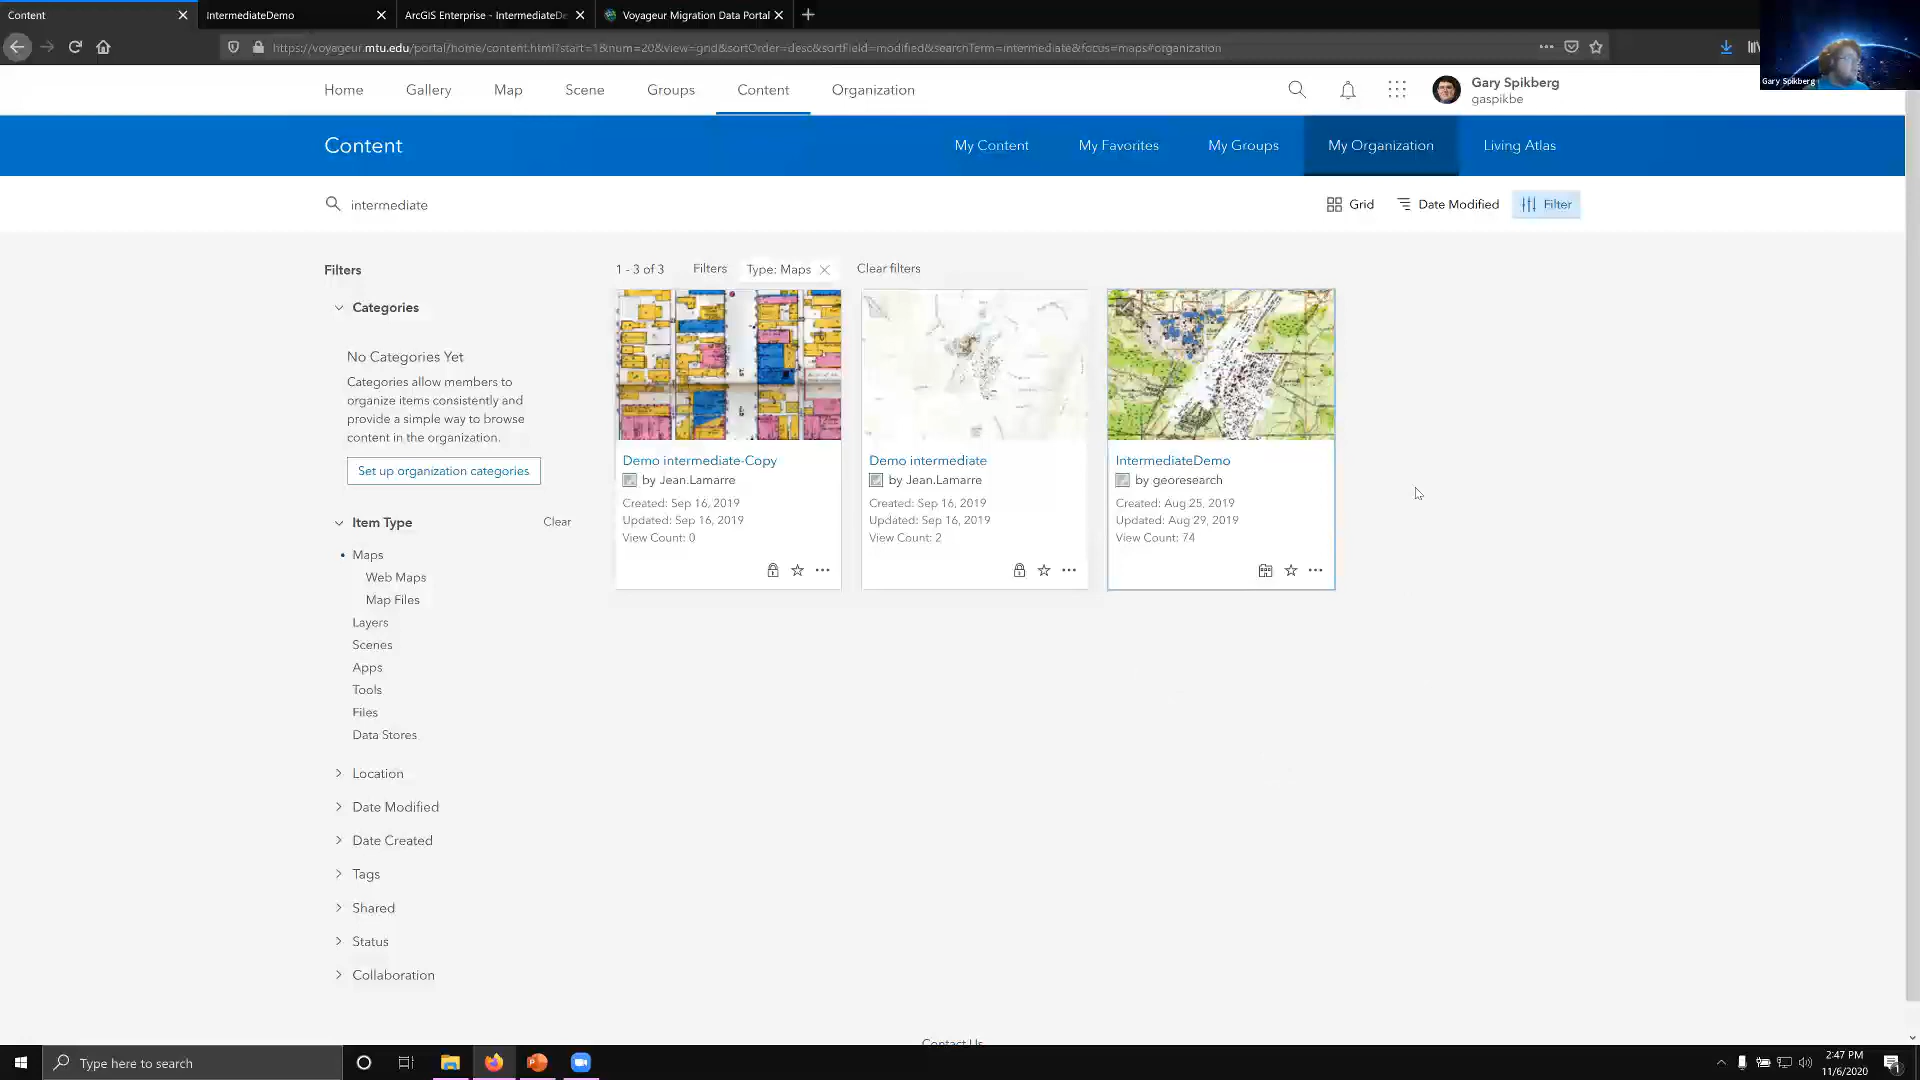 Content
IntermediateDemo
ArcGIS Enterprise - IntermediateDe
Voyageur Migration Data Portal
https://voyageur.mtu.edu/portal/home/content.html?start=1&num=20&view=grid&sortOrder=desc&sortField=modified&searchTerm=intermediate&focus=maps#organization
Gary Spikberg
Home
Gallery
Map
Scene
Groups
Content
Organization
Gary Spikberg
gaspikbe
Content
My Content
My Favorites
My Groups
My Organization
Living Atlas
intermediate
Grid
Date Modified
Filter
Filters
1 - 3 of 3
Filters
Type: Maps
Clear filters
Categories
No Categories Yet
Categories allow members to
organize items consistently and
provide a simple way to browse
content in the organization.
Set up organization categories
Item Type
Clear
Maps
Web Maps
Map Files
Layers
Scenes
Apps
Tools
Files
Data Stores
Location
Date Modified
Date Created
Tags
Shared
Status
Collaboration
Demo intermediate-Copy
by Jean.Lamarre
Created: Sep 16, 2019
Updated: Sep 16, 2019
View Count: 0
Demo intermediate
by Jean.Lamarre
Created: Sep 16, 2019
Updated: Sep 16, 2019
View Count: 2
IntermediateDemo
by georesearch
Created: Aug 25, 2019
Updated: Aug 29, 2019
View Count: 74
Contact Us
Type here to search
2:47 PM
11/6/2020
1